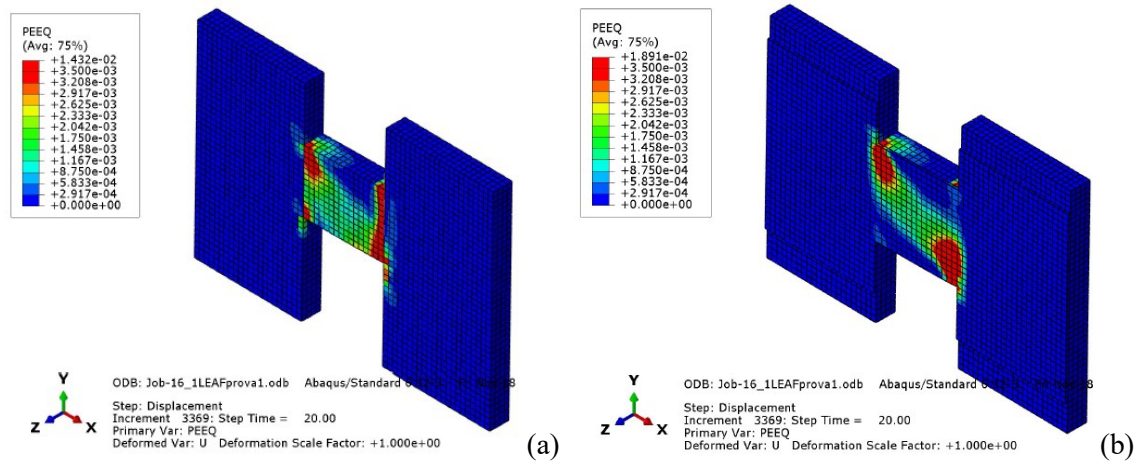 PEEQ
(Avg: 75%)
+1.432e-02
+3.500e-03
+3.208e-03
+2.917e-03
+2.625e-03
+2.333e-03
+2.042e-03
+1.750e-03
+1.458e-03
+1.167e-03
+8.750e-04
+5.833e-04
+2.917e-04
+0.000e+00
Y
Z
X
ODB: Job-16_1LEAFprova1.odb Abaqus/Standard
Step: Displacement
Increment 3369: Step Time = 20.00
Primary Var: PEEQ
Deformed Var: U Deformation Scale Factor: +1.000e+00
(a)
PEEQ
(Avg: 75%)
+1.891e-02
+3.500e-03
+3.208e-03
+2.917e-03
+2.625e-03
+2.333e-03
+2.042e-03
+1.750e-03
+1.458e-03
+1.167e-03
+8.750e-04
+5.833e-04
+2.917e-04
+0.000e+00
Y
Z
X
ODB: Job-16_1LEAFprova1.odb Abaqus/Standard
Step: Displacement
Increment 3369: Step Time = 20.00
Primary Var: PEEQ
Deformed Var: U Deformation Scale Factor: +1.000e+00
(b)